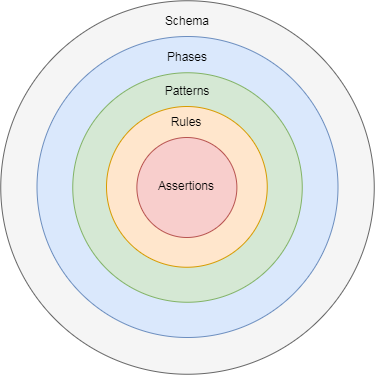 Schema
Phases
Patterns
Rules
Assertions